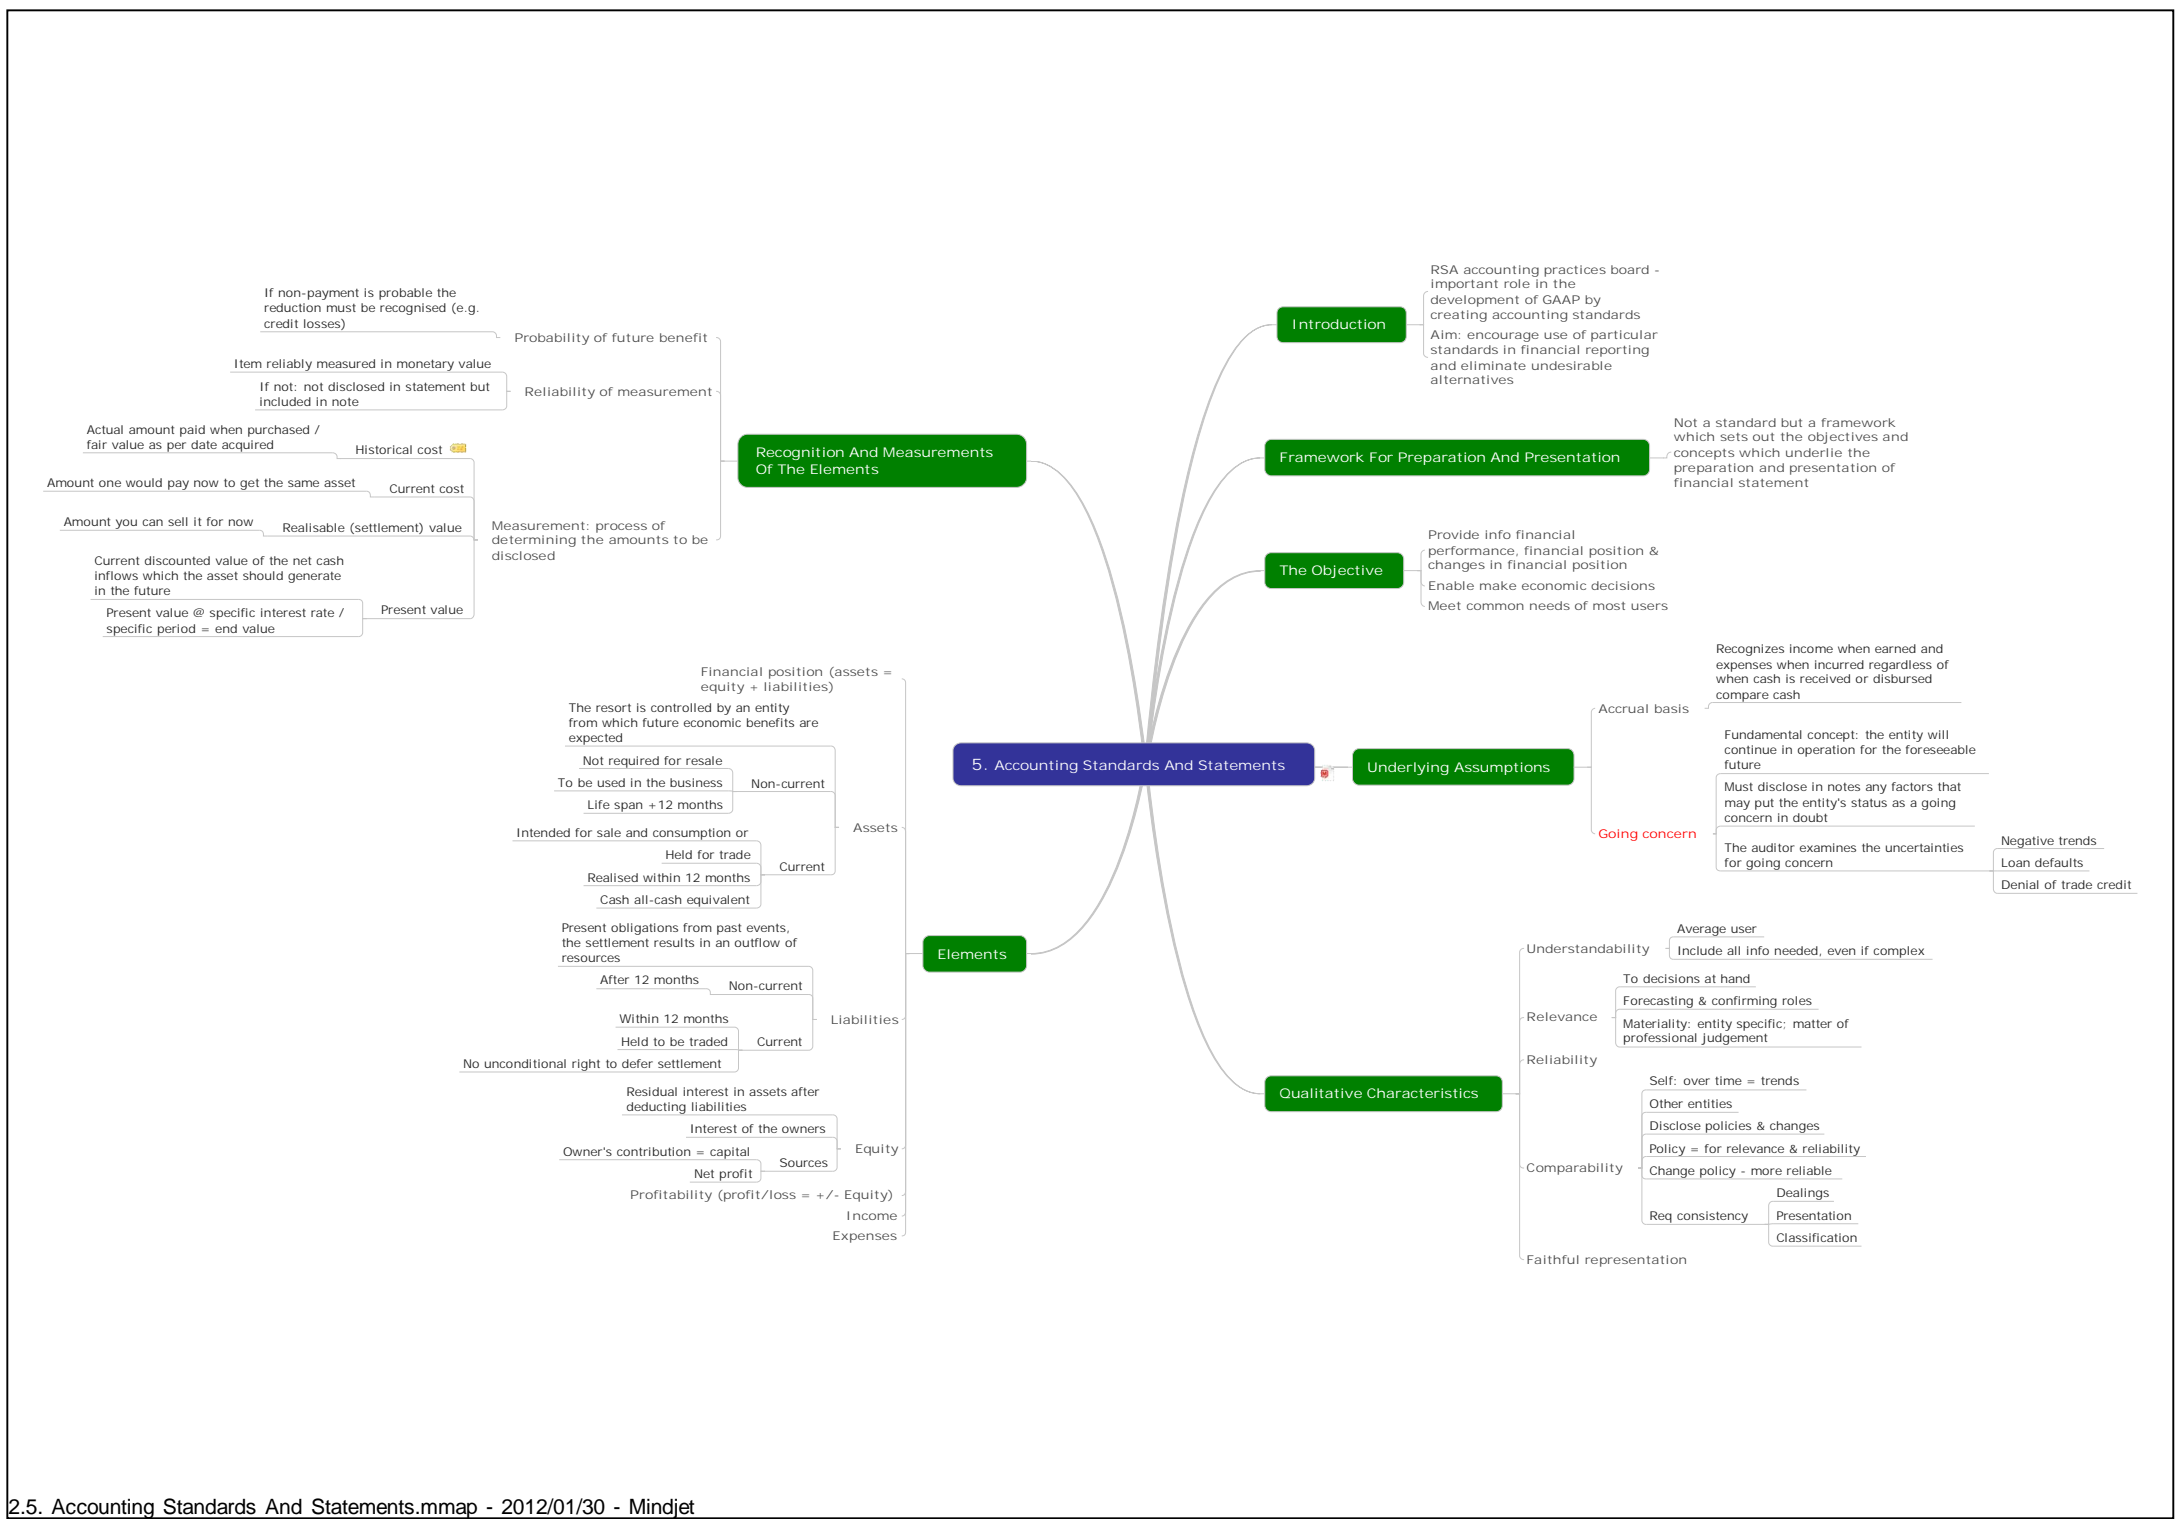 5. Accounting Standards And Statements
Introduction
RSA accounting practices board -
important role in the
development of GAAP by
creating accounting standards
Aim: encourage use of particular
standards in financial reporting
and eliminate undesirable
alternatives
Framework For Preparation And Presentation
Not a standard but a framework
which sets out the objectives and
concepts which underlie the
preparation and presentation of
financial statement
The Objective
Provide info financial
performance, financial position &
changes in financial position
Enable make economic decisions
Meet common needs of most users
Underlying Assumptions
Accrual basis
Recognizes income when earned and
expenses when incurred regardless of
when cash is received or disbursed
compare cash
Going concern
Fundamental concept: the entity will
continue in operation for the foreseeable
future
Must disclose in notes any factors that
may put the entity's status as a going
concern in doubt
The auditor examines the uncertainties
for going concern
Negative trends
Loan defaults
Denial of trade credit
Qualitative Characteristics
Understandability
Average user
Include all info needed, even if complex
Relevance
To decisions at hand
Forecasting & confirming roles
Materiality: entity specific; matter of
professional judgement
Reliability
Comparability
Self: over time = trends
Other entities
Disclose policies & changes
Policy = for relevance & reliability
Change policy - more reliable
Req consistency
Dealings
Presentation
Classification
Faithful representation
Recognition And Measurements
Of The Elements
Probability of future benefit
If non-payment is probable the
reduction must be recognised (e.g.
credit losses)
Reliability of measurement
Item reliably measured in monetary value
If not: not disclosed in statement but
included in note
Measurement: process of
determining the amounts to be
disclosed
Historical cost
Actual amount paid when purchased /
fair value as per date acquired
Current cost
Amount one would pay now to get the same asset
Realisable (settlement) value
Amount you can sell it for now
Present value
Current discounted value of the net cash
inflows which the asset should generate
in the future
Present value @ specific interest rate /
specific period = end value
Elements
Financial position (assets =
equity + liabilities)
Assets
The resort is controlled by an entity
from which future economic benefits are
expected
Non-current
Not required for resale
To be used in the business
Life span +12 months
Current
Intended for sale and consumption or
Held for trade
Realised within 12 months
Cash all-cash equivalent
Liabilities
Present obligations from past events,
the settlement results in an outflow of
resources
Non-current
After 12 months
Current
Within 12 months
Held to be traded
No unconditional right to defer settlement
Equity
Residual interest in assets after
deducting liabilities
Interest of the owners
Sources
Owner's contribution = capital
Net profit
Profitability (profit/loss = +/- Equity)
Income
Expenses
2.5. Accounting Standards And Statements.mmap - 2012/01/30 - Mindjet